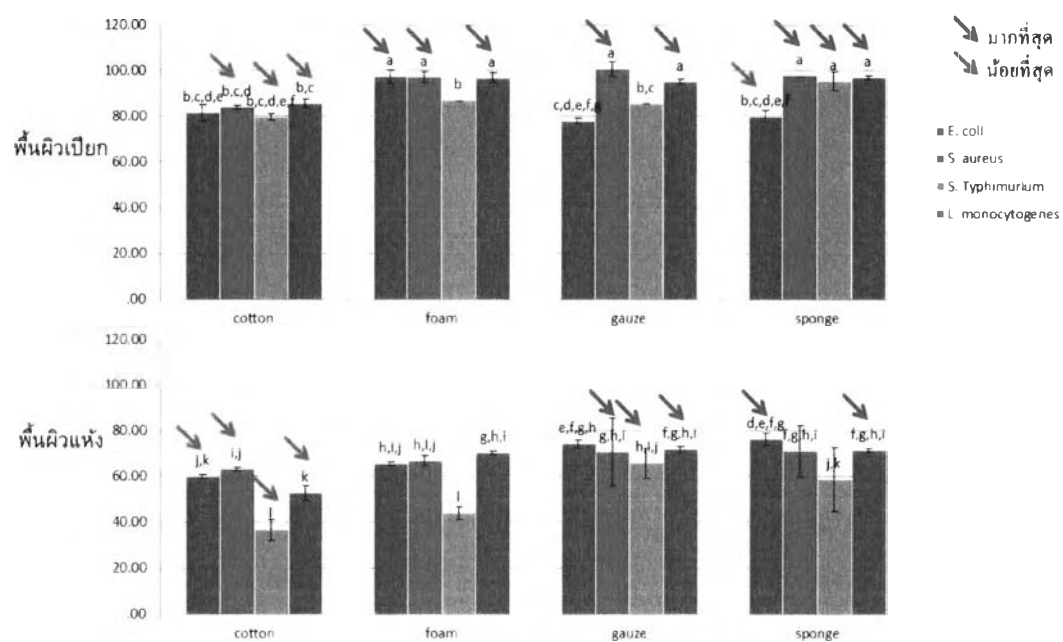 120.00
100.00
80.00
60.00
40.00
20.00
.00
พื้นผิวเปียก
b,c,d,e b,c,d b,c,d,e,f b,c
a a b a
c,d,e,f,g a b,c a
b,c,d,e,f a a a
cotton foam gauze sponge
มากที่สุด
น้อยที่สุด
E. coli
S. aureus
S. Typhimurium
L. monocytogenes
120.00
100.00
80.00
60.00
40.00
20.00
.00
พื้นผิวแห้ง
j,k i,j l k
h,i,j h,i,j l g,h,i
e,f,g,h g,h,i h,i,j f,g,h,i
d,e,f,g f,g,h,i j,k f,g,h,i
cotton foam gauze sponge